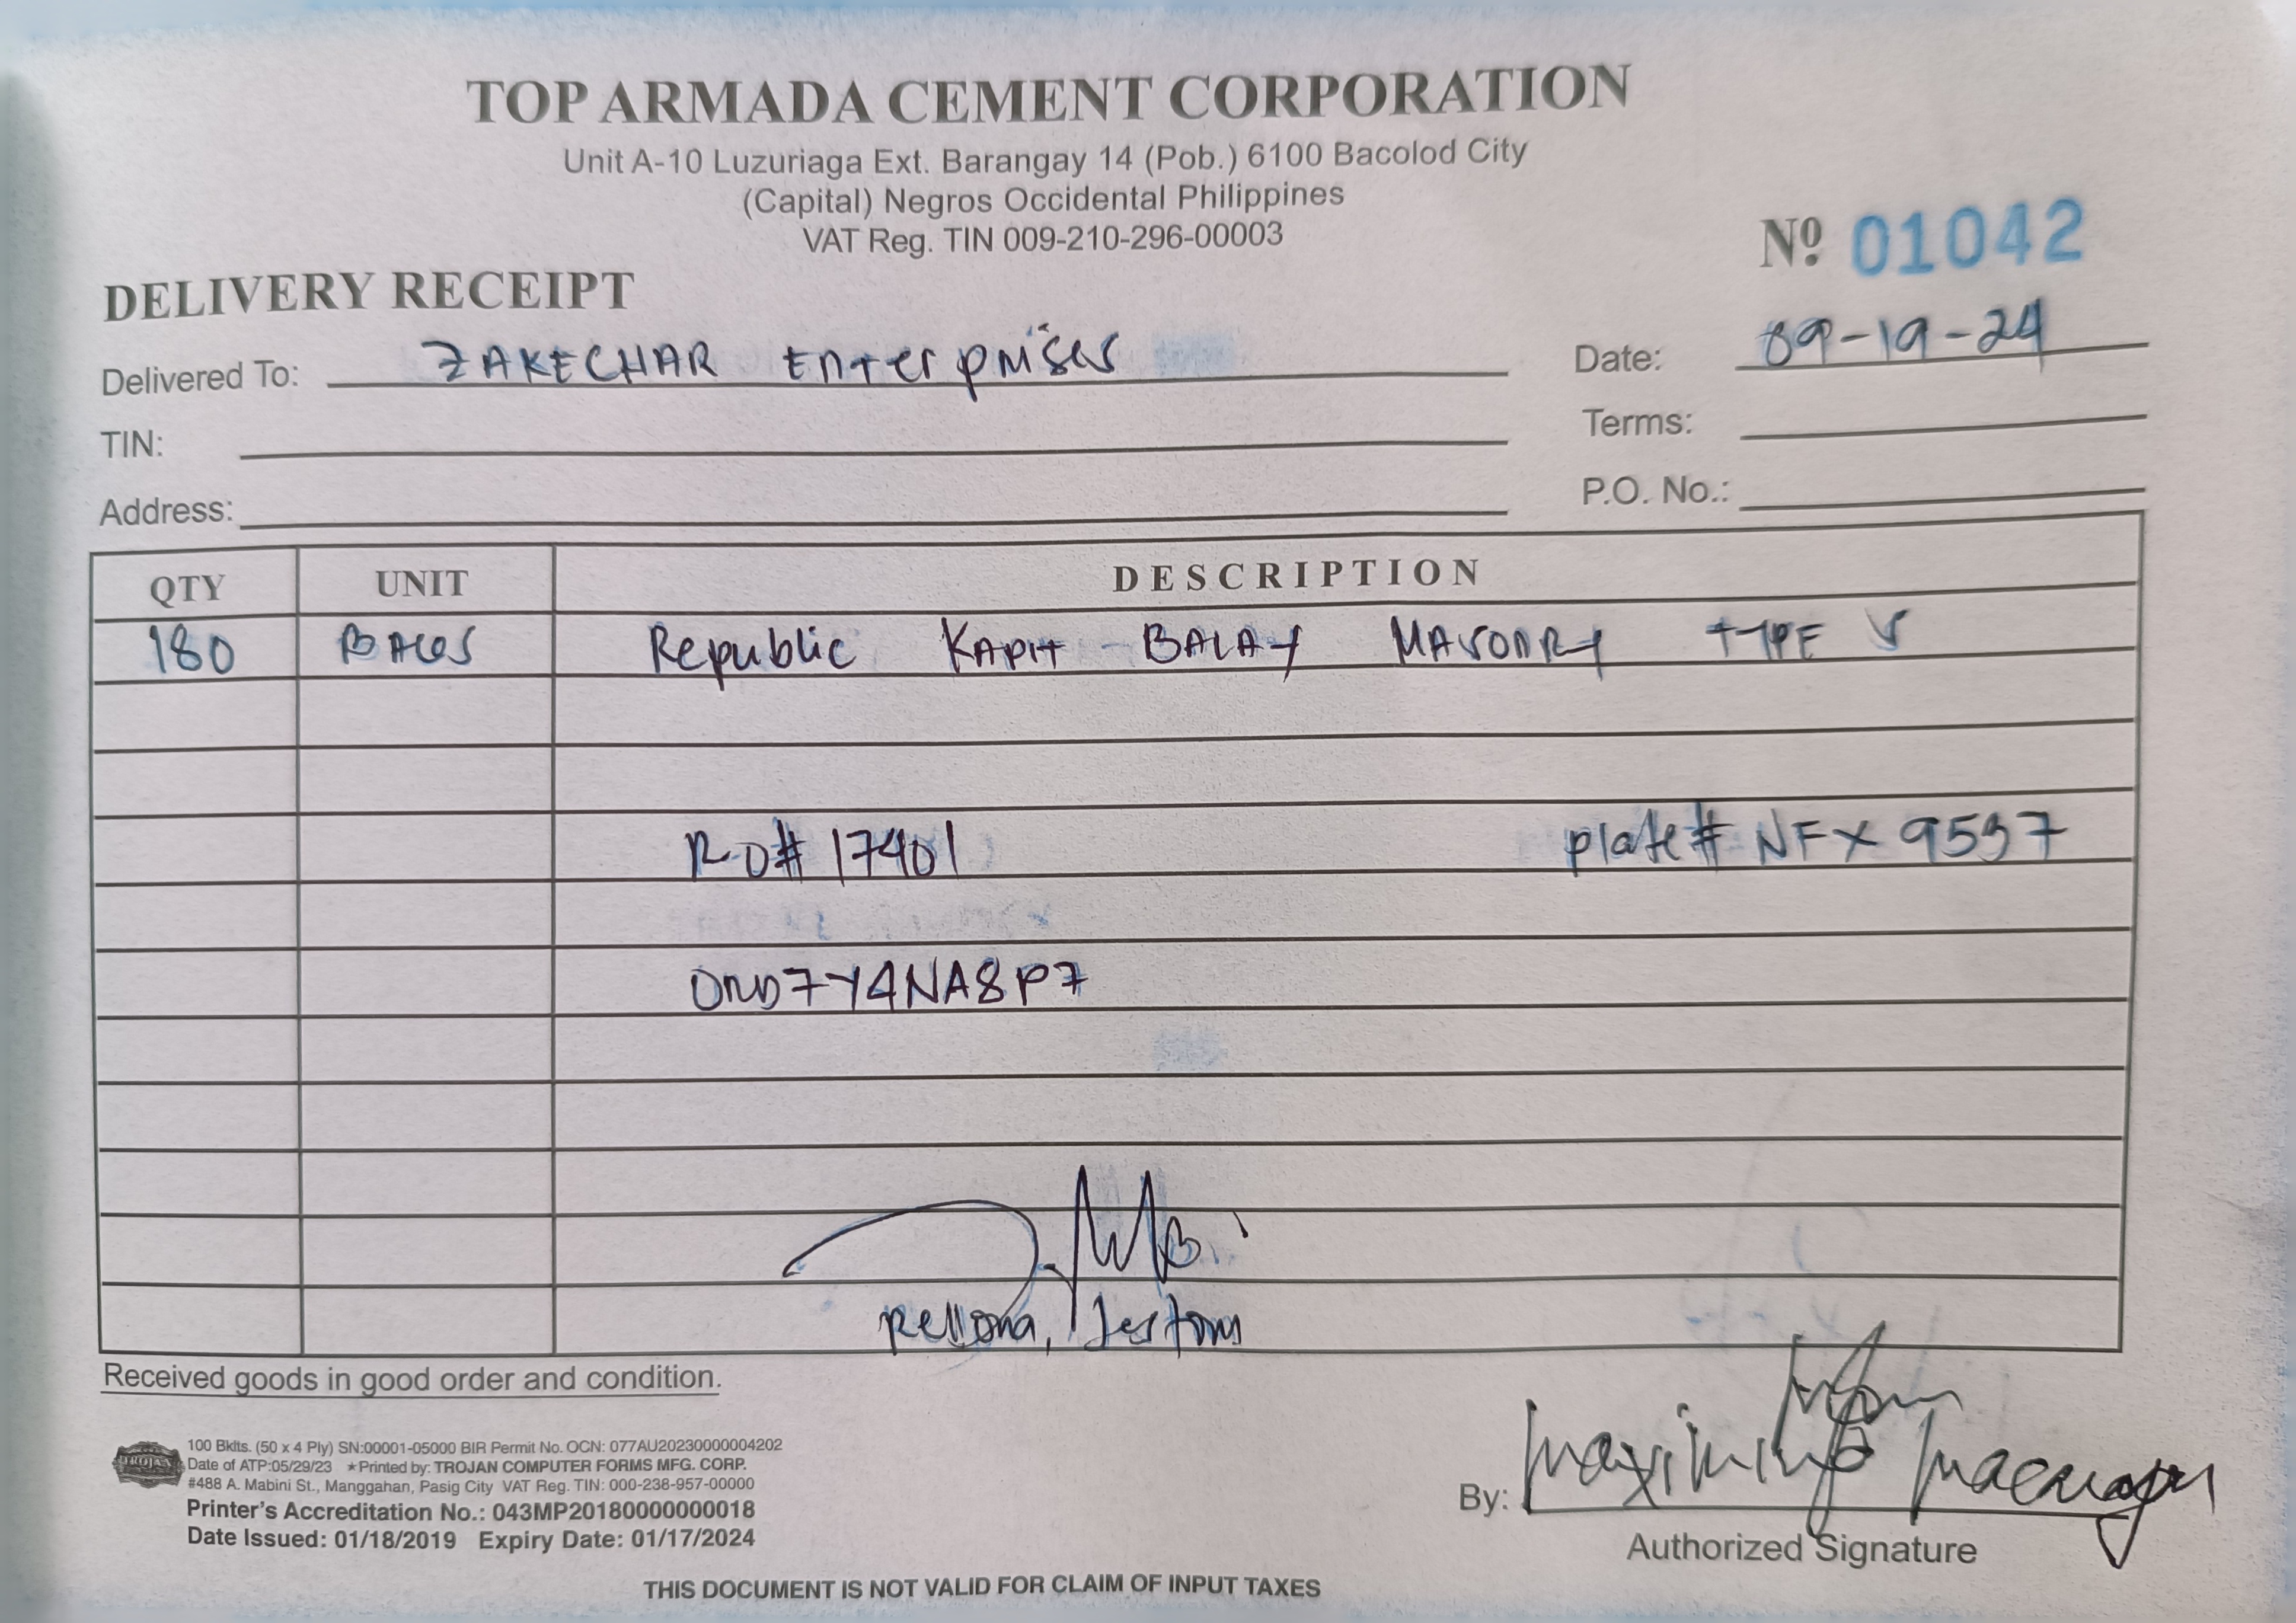 TOP ARMADA CEMENT CORPORATION
Unit A-10 Luzuriaga Ext. Barangay 14 (Pob.) 6100 Bacolod City
(Capital) Negros Occidental Philippines
VAT Reg. TIN 009-210-296-00003
Nº 01042
DELIVERY RECEIPT
Delivered To: ZAKECHAR Enterprises Date: 09-19-24
TIN: Terms:
Address: P.O. No.:
QTY UNIT DESCRIPTION
180 BAGS Republic KAPIT-BALAY MASONRY TYPE S
RO# 17401 plate# NFX 9597
ORD7Y4NA8P7
Jestom
Received goods in good order and condition.
TROJAN
100 Bklts. (50 x 4 Ply) SN:00001-05000 BIR Permit No. OCN: 077AU20230000004202
Date of ATP:05/29/23 ★Printed by: TROJAN COMPUTER FORMS MFG. CORP.
#488 A. Mabini St., Manggahan, Pasig City VAT Reg. TIN: 000-238-957-00000
Printer's Accreditation No.: 043MP20180000000018
Date Issued: 01/18/2019 Expiry Date: 01/17/2024
By:
Authorized Signature
THIS DOCUMENT IS NOT VALID FOR CLAIM OF INPUT TAXES